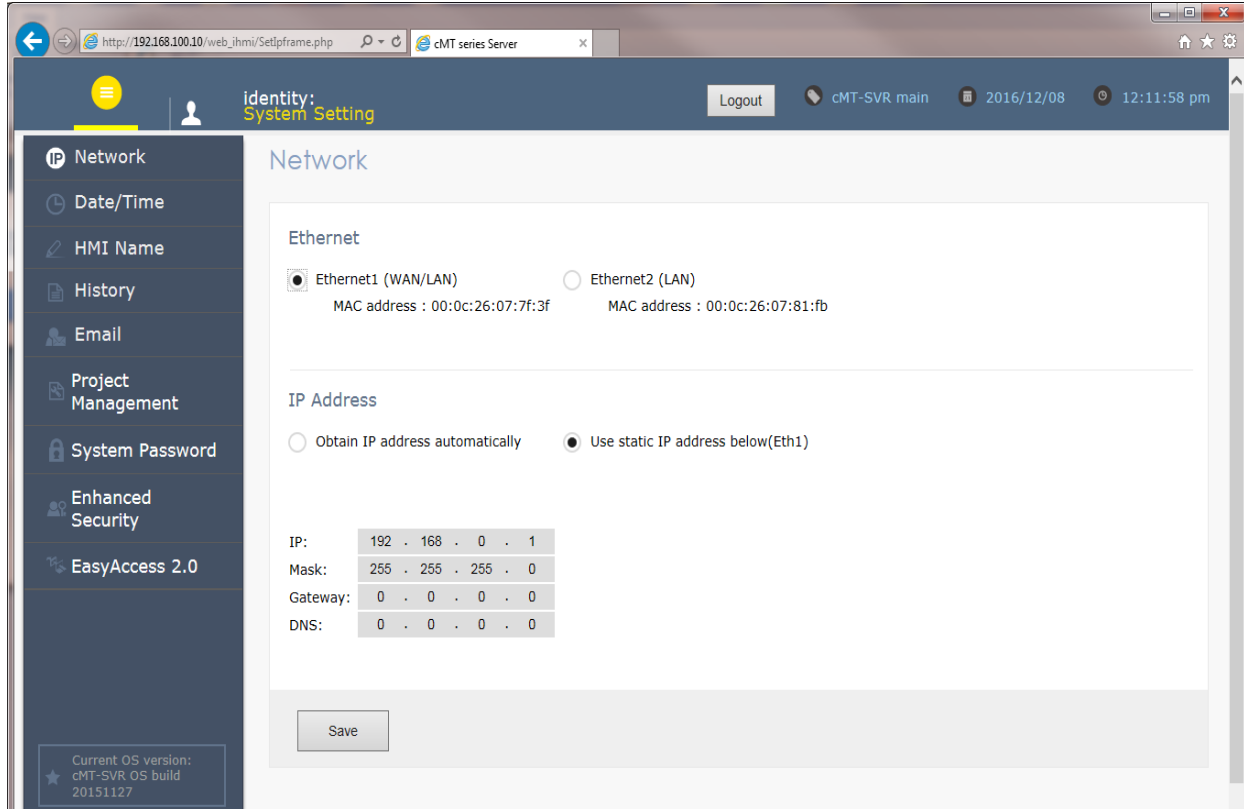 http://192.168.100.10/web_ihmi/SetIpframe.php
cMT series Server
identity:
System Setting
Logout
cMT-SVR main
2016/12/08
12:11:58 pm
IP
Network
Date/Time
HMI Name
History
Email
Project
Management
System Password
Enhanced
Security
EasyAccess 2.0
Current OS version:
cMT-SVR OS build
20151127
Network
Ethernet
Ethernet1 (WAN/LAN)
MAC address : 00:0c:26:07:7f:3f
Ethernet2 (LAN)
MAC address : 00:0c:26:07:81:fb
IP Address
Obtain IP address automatically
Use static IP address below(Eth1)
IP: 192 . 168 . 0 . 1
Mask: 255 . 255 . 255 . 0
Gateway: 0 . 0 . 0 . 0
DNS: 0 . 0 . 0 . 0
Save